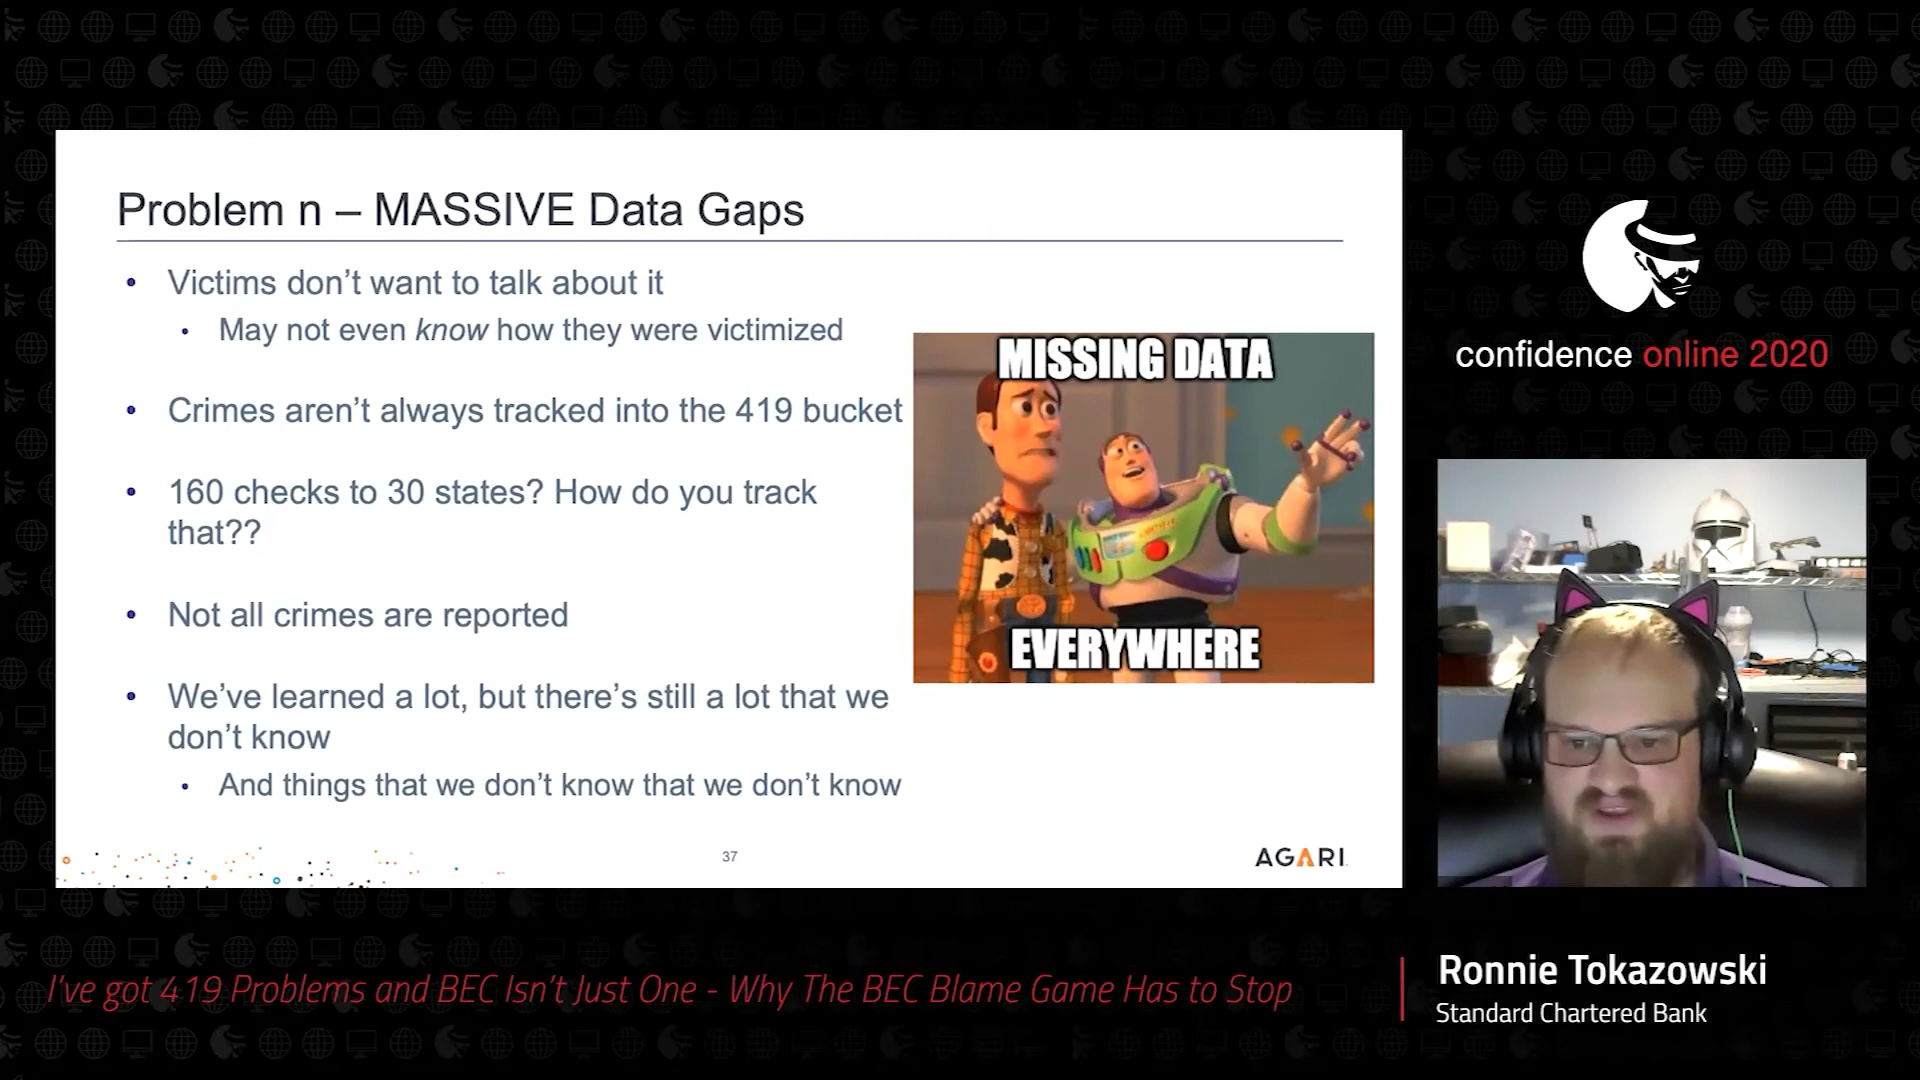 Problem n – MASSIVE Data Gaps
• Victims don’t want to talk about it
• May not even know how they were victimized
• Crimes aren’t always tracked into the 419 bucket
• 160 checks to 30 states? How do you track
that??
• Not all crimes are reported
• We’ve learned a lot, but there’s still a lot that we
don’t know
• And things that we don’t know that we don’t know
MISSING DATA
EVERYWHERE
37
AGARI
confidence online 2020
I’ve got 419 Problems and BEC Isn’t Just One - Why The BEC Blame Game Has to Stop
Ronnie Tokazowski
Standard Chartered Bank